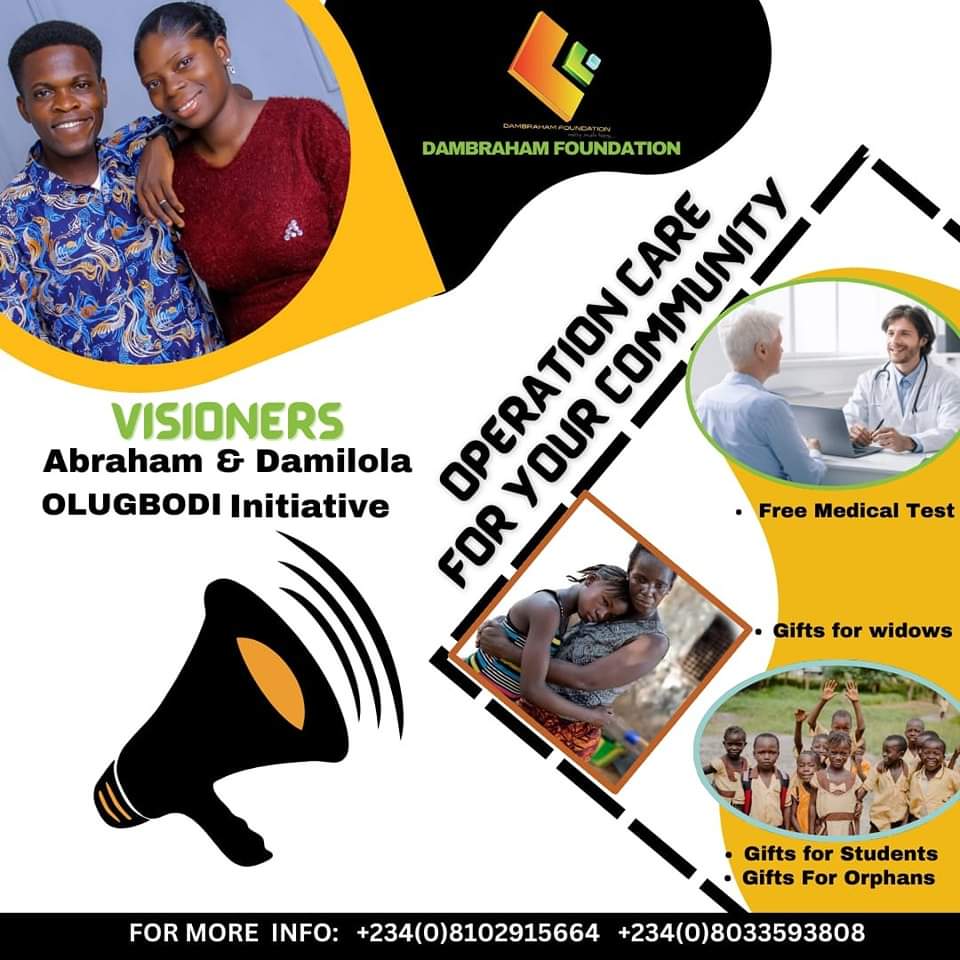 DAMBRAHAM FOUNDATION
DAMBRAHAM FOUNDATION
OPERATION CARE
FOR YOUR COMMUNITY
VISIONERS
Abraham & Damilola
OLUGBODI Initiative
• Free Medical Test
• Gifts for widows
• Gifts for Students
• Gifts For Orphans
FOR MORE INFO: +234(0)8102915664 +234(0)8033593808